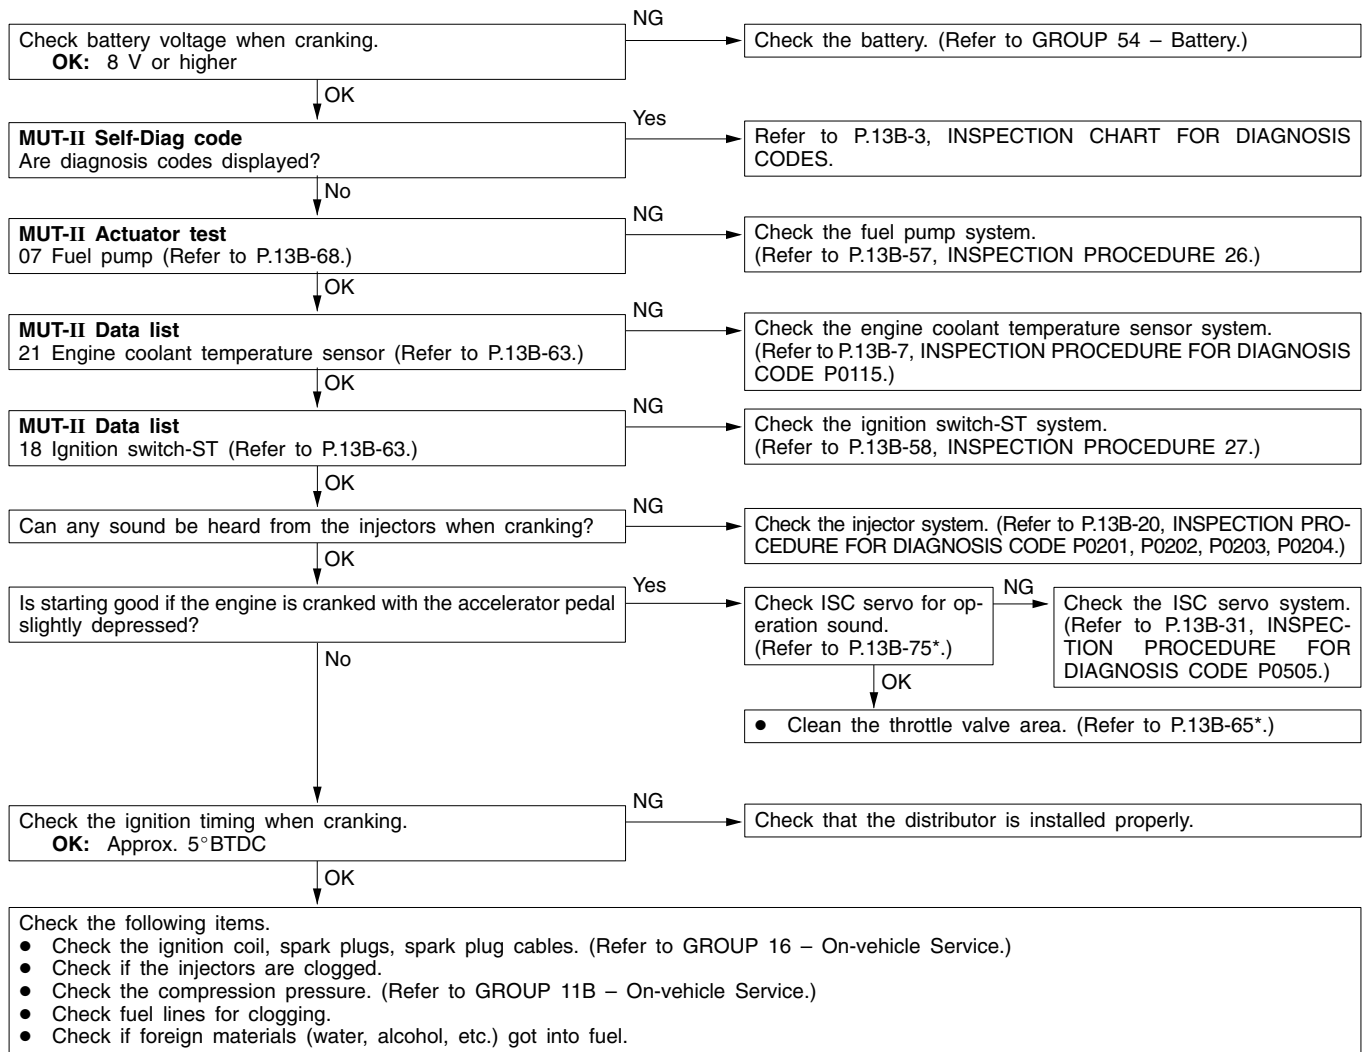 NG
Check battery voltage when cranking.
OK: 8 V or higher
Check the battery. (Refer to GROUP 54 – Battery.)
OK
MUT-II Self-Diag code
Are diagnosis codes displayed?
Yes
Refer to P.13B-3, INSPECTION CHART FOR DIAGNOSIS
CODES.
No
MUT-II Actuator test
07 Fuel pump (Refer to P.13B-68.)
NG
Check the fuel pump system.
(Refer to P.13B-57, INSPECTION PROCEDURE 26.)
OK
MUT-II Data list
21 Engine coolant temperature sensor (Refer to P.13B-63.)
NG
Check the engine coolant temperature sensor system.
(Refer to P.13B-7, INSPECTION PROCEDURE FOR DIAGNOSIS
CODE P0115.)
OK
MUT-II Data list
18 Ignition switch-ST (Refer to P.13B-63.)
NG
Check the ignition switch-ST system.
(Refer to P.13B-58, INSPECTION PROCEDURE 27.)
OK
Can any sound be heard from the injectors when cranking?
NG
Check the injector system. (Refer to P.13B-20, INSPECTION PRO-
CEDURE FOR DIAGNOSIS CODE P0201, P0202, P0203, P0204.)
OK
Is starting good if the engine is cranked with the accelerator pedal
slightly depressed?
Yes
Check ISC servo for op-
eration sound.
(Refer to P.13B-75*.)
NG
Check the ISC servo system.
(Refer to P.13B-31, INSPEC-
TION PROCEDURE FOR
DIAGNOSIS CODE P0505.)
No
OK
● Clean the throttle valve area. (Refer to P.13B-65*.)
Check the ignition timing when cranking.
OK: Approx. 5°BTDC
NG
Check that the distributor is installed properly.
OK
Check the following items.
● Check the ignition coil, spark plugs, spark plug cables. (Refer to GROUP 16 – On-vehicle Service.)
● Check if the injectors are clogged.
● Check the compression pressure. (Refer to GROUP 11B – On-vehicle Service.)
● Check fuel lines for clogging.
● Check if foreign materials (water, alcohol, etc.) got into fuel.